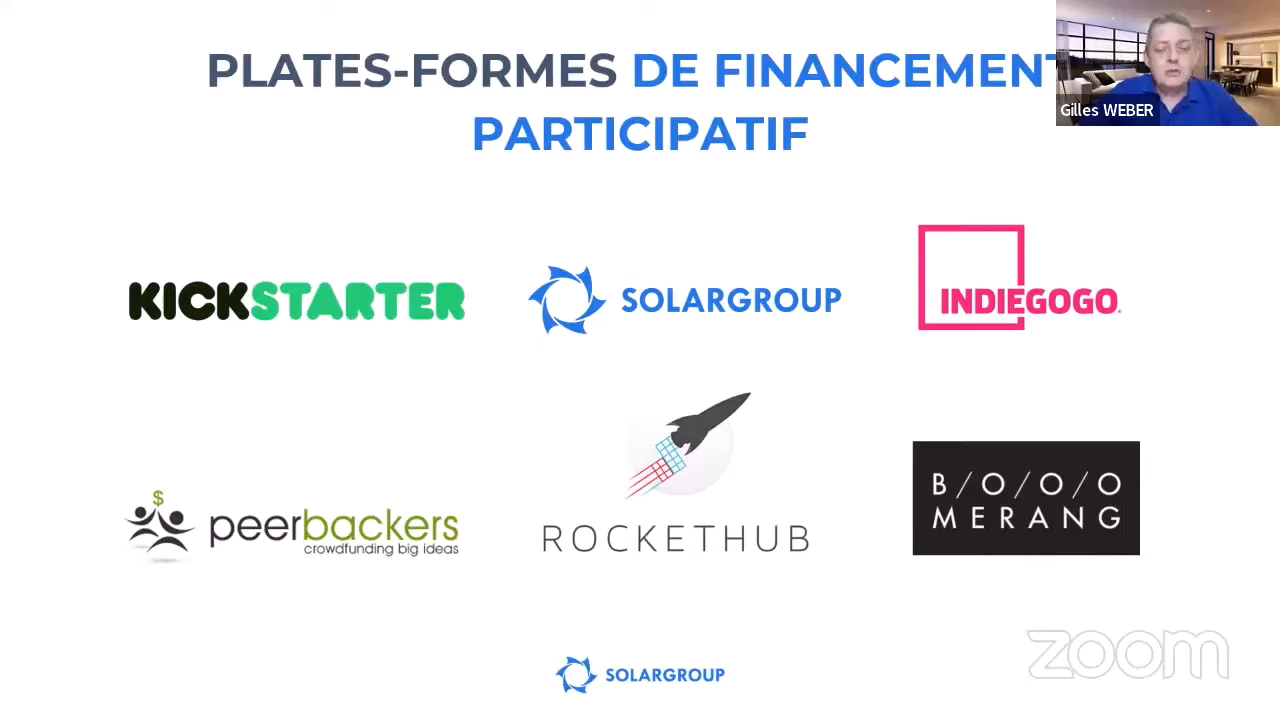 PLATES-FORMES DE FINANCEMENT
PARTICIPATIF
Gilles WEBER
KICKSTARTER
SOLARGROUP
INDIEGOGO
peerbackers
crowdfunding big ideas
$
ROCKETHUB
B/O/O/O
MERANG
SOLARGROUP
zoom